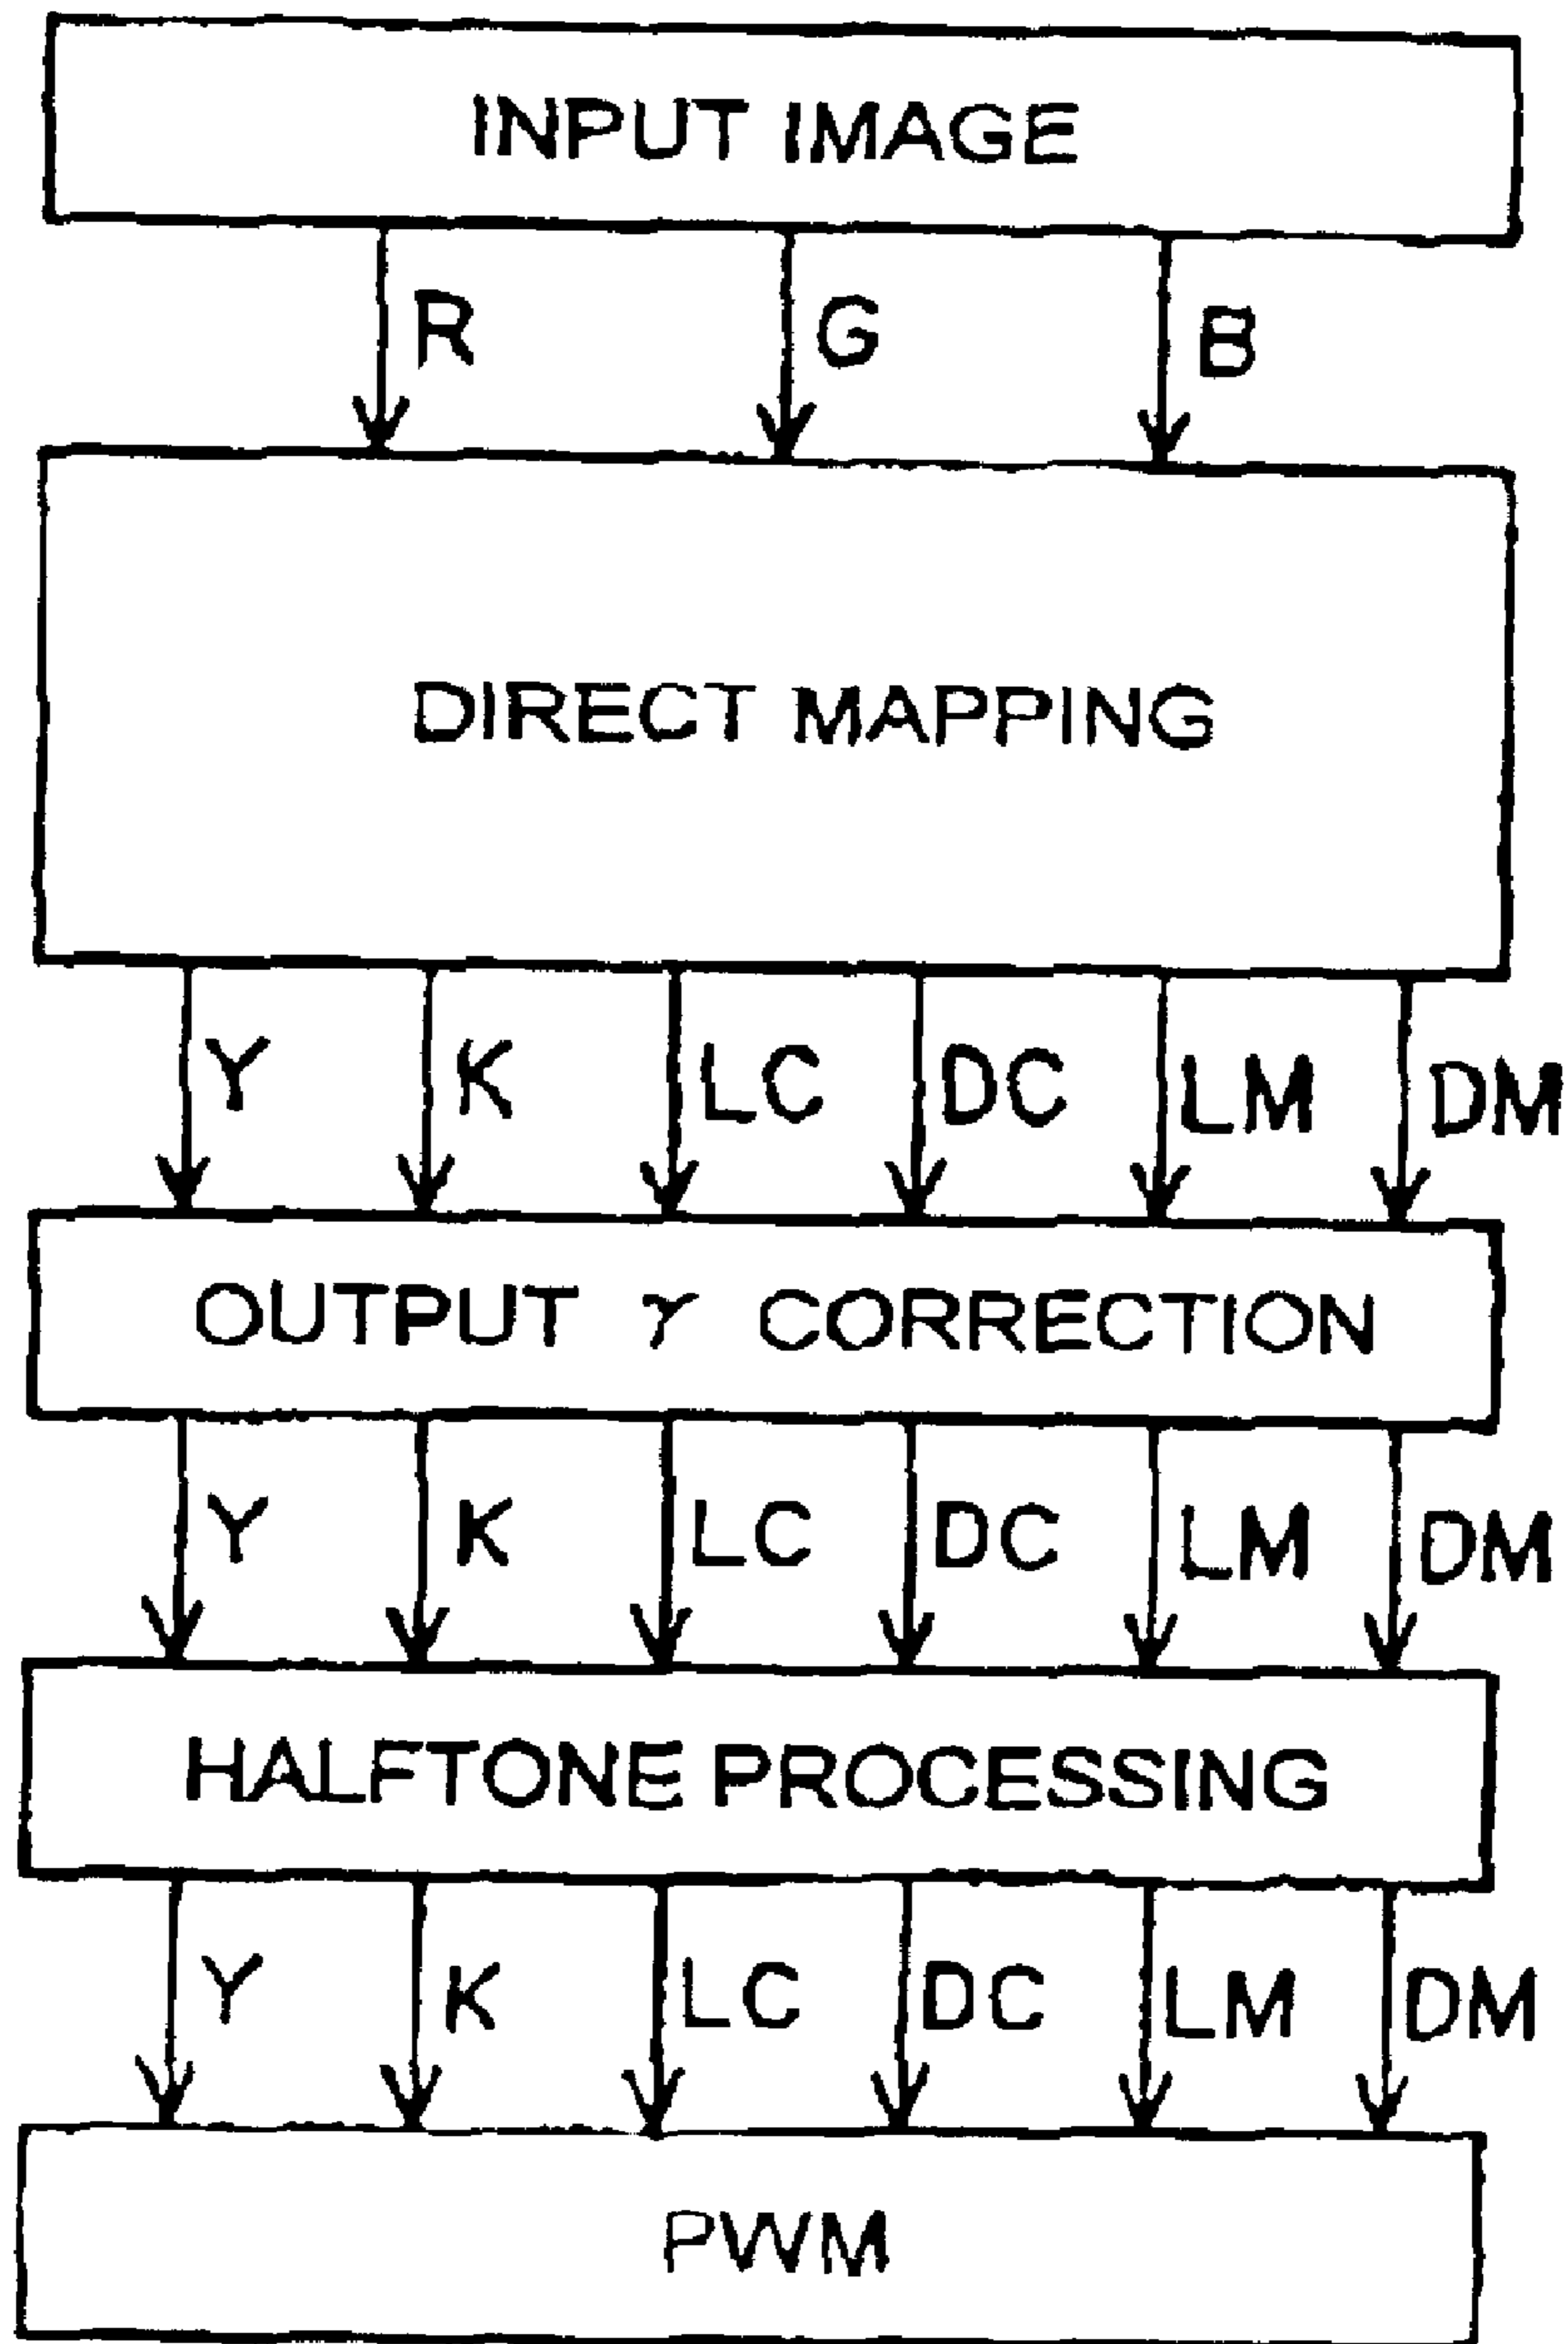 INPUT IMAGE
R G B
DIRECT MAPPING
Y K LC DC LM DM
OUTPUT γ CORRECTION
Y K LC DC LM DM
HALFTONE PROCESSING
Y K LC DC LM DM
PWM